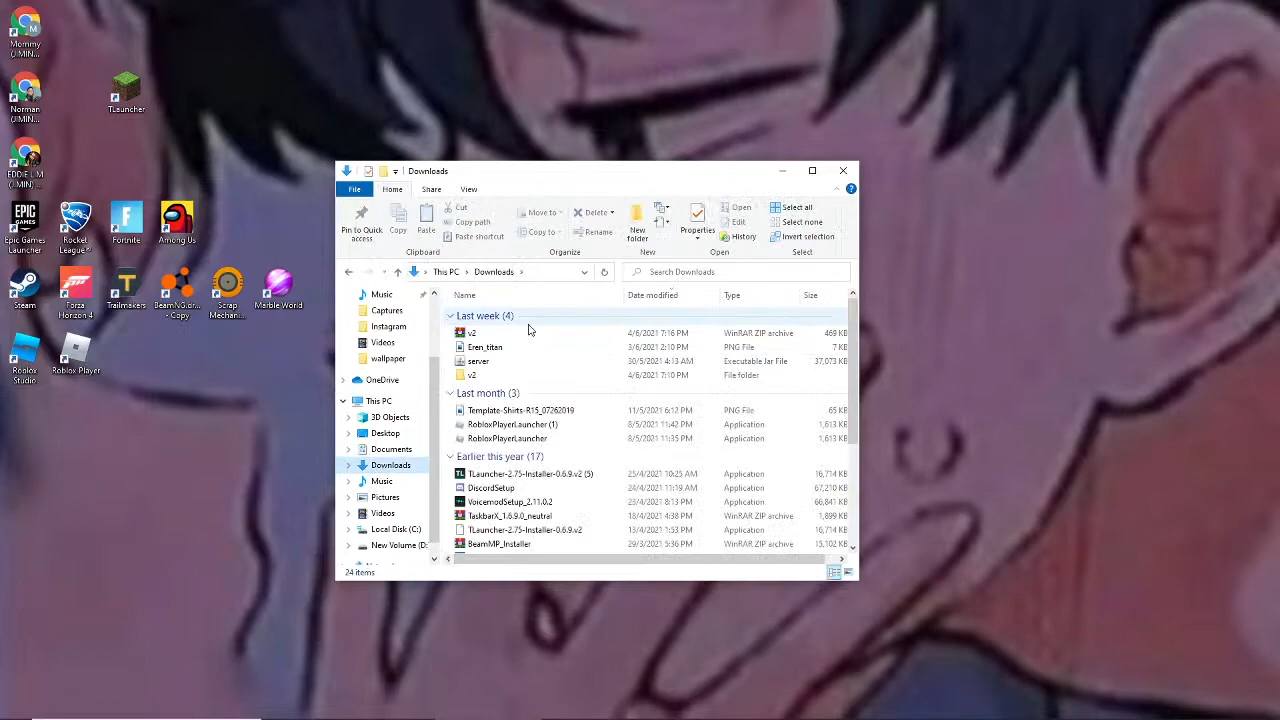 Mommy
(JIMIN...
TLauncher
Norman
(JIMIN...
EDDIE LIM
(JIMIN) ...
Epic Games
Launcher
Rocket
League™
Fortnite
Among Us
Steam
Forza
Horizon 4
Trailmakers
BeamNG.dr...
- Copy
Scrap
Mechani...
Marble World
Roblox
Studio
Roblox Player
Downloads
File
Home
Share
View
Pin to Quick
access
Copy
Paste
Cut
Copy path
Paste shortcut
Clipboard
Move to
Copy to
Delete
Rename
Organize
New
folder
New
Properties
Open
Edit
History
Open
Select all
Select none
Invert selection
Select
This PC > Downloads >
Search Downloads
Music
Captures
Instagram
Videos
wallpaper
OneDrive
This PC
3D Objects
Desktop
Documents
Downloads
Music
Pictures
Videos
Local Disk (C:)
New Volume (D:
Name Date modified Type Size
Last week (4)
v2 4/6/2021 7:16 PM WinRAR ZIP archive 469 KB
Eren_titan 3/6/2021 2:10 PM PNG File 7 KB
server 30/5/2021 4:13 AM Executable Jar File 37,073 KB
v2 4/6/2021 7:10 PM File folder
Last month (3)
Template-Shirts-R15_07262019 11/5/2021 6:12 PM PNG File 65 KB
RobloxPlayerLauncher (1) 8/5/2021 11:42 PM Application 1,613 KB
RobloxPlayerLauncher 8/5/2021 11:35 PM Application 1,613 KB
Earlier this year (17)
TLauncher-2.75-Installer-0.6.9.v2 (5) 25/4/2021 10:25 AM Application 16,714 KB
DiscordSetup 24/4/2021 11:19 AM Application 67,210 KB
VoicemodSetup_2.11.0.2 23/4/2021 8:13 PM Application 66,841 KB
TaskbarX_1.6.9.0_neutral 18/4/2021 4:38 PM WinRAR ZIP archive 1,899 KB
TLauncher-2.75-Installer-0.6.9.v2 13/4/2021 1:53 PM Application 16,714 KB
BeamMP_Installer 29/3/2021 5:36 PM WinRAR ZIP archive 15,102 KB
24 items